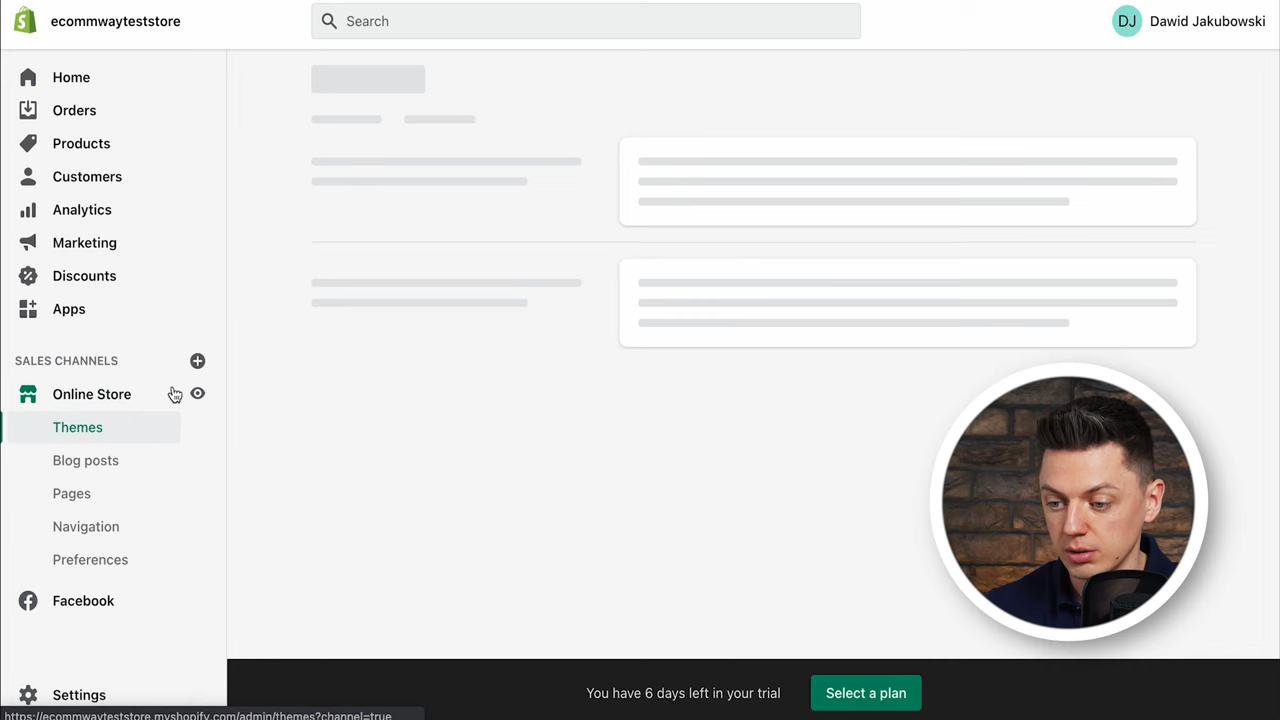 ecommwayteststore
Search
DJ
Dawid Jakubowski
Home
Orders
Products
Customers
Analytics
Marketing
Discounts
Apps
SALES CHANNELS
Online Store
Themes
Blog posts
Pages
Navigation
Preferences
Facebook
Settings
You have 6 days left in your trial
Select a plan
https://ecommwayteststore.myshopify.com/admin/themes?channel=true